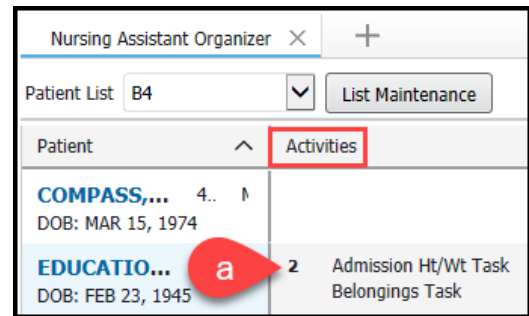 Nursing Assistant Organizer × +
Patient List B4 List Maintenance
Patient Activities
COMPASS,... 4..
DOB: MAR 15, 1974
EDUCATIO... a 2 Admission Ht/Wt Task
DOB: FEB 23, 1945 Belongings Task